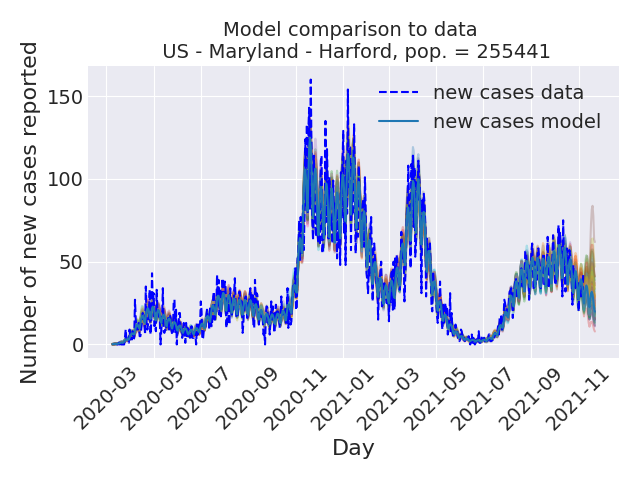 Model comparison to data
US - Maryland - Harford, pop. = 255441
Number of new cases reported
150
100
50
0
new cases data
new cases model
2020-03
2020-05
2020-07
2020-09
2020-11
2021-01
2021-03
2021-05
2021-07
2021-09
2021-11
Day